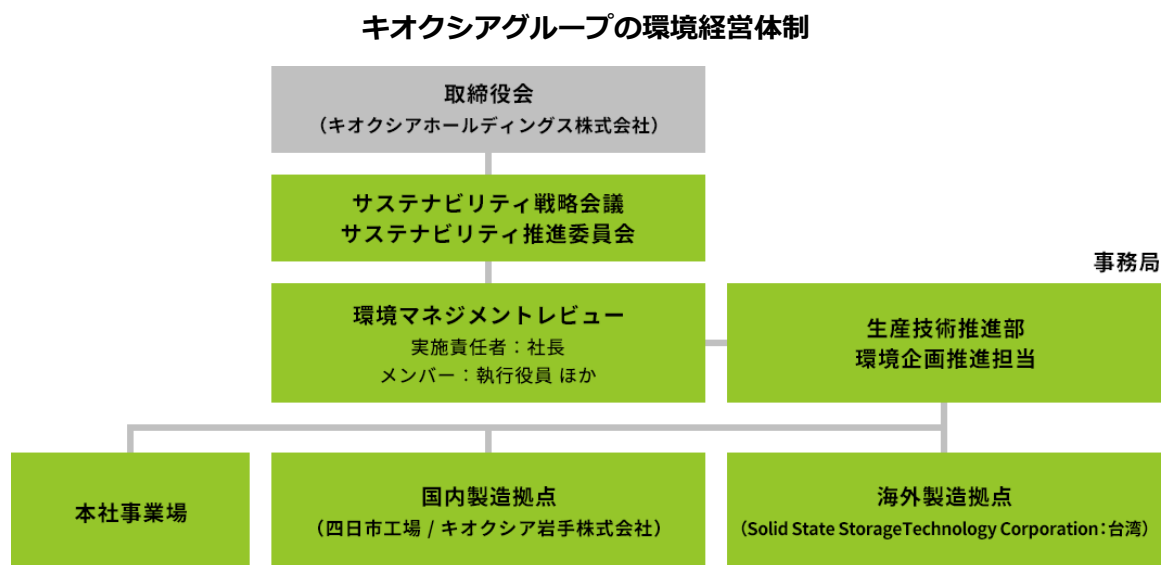 キオクシアグループの環境経営体制
取締役会
（キオクシアホールディングス株式会社）
サステナビリティ戦略会議
サステナビリティ推進委員会
事務局
環境マネジメントレビュー
実施責任者：社長
メンバー：執行役員 ほか
生産技術推進部
環境企画推進担当
本社事業場
国内製造拠点
（四日市工場 / キオクシア岩手株式会社）
海外製造拠点
（Solid State StorageTechnology Corporation：台湾）